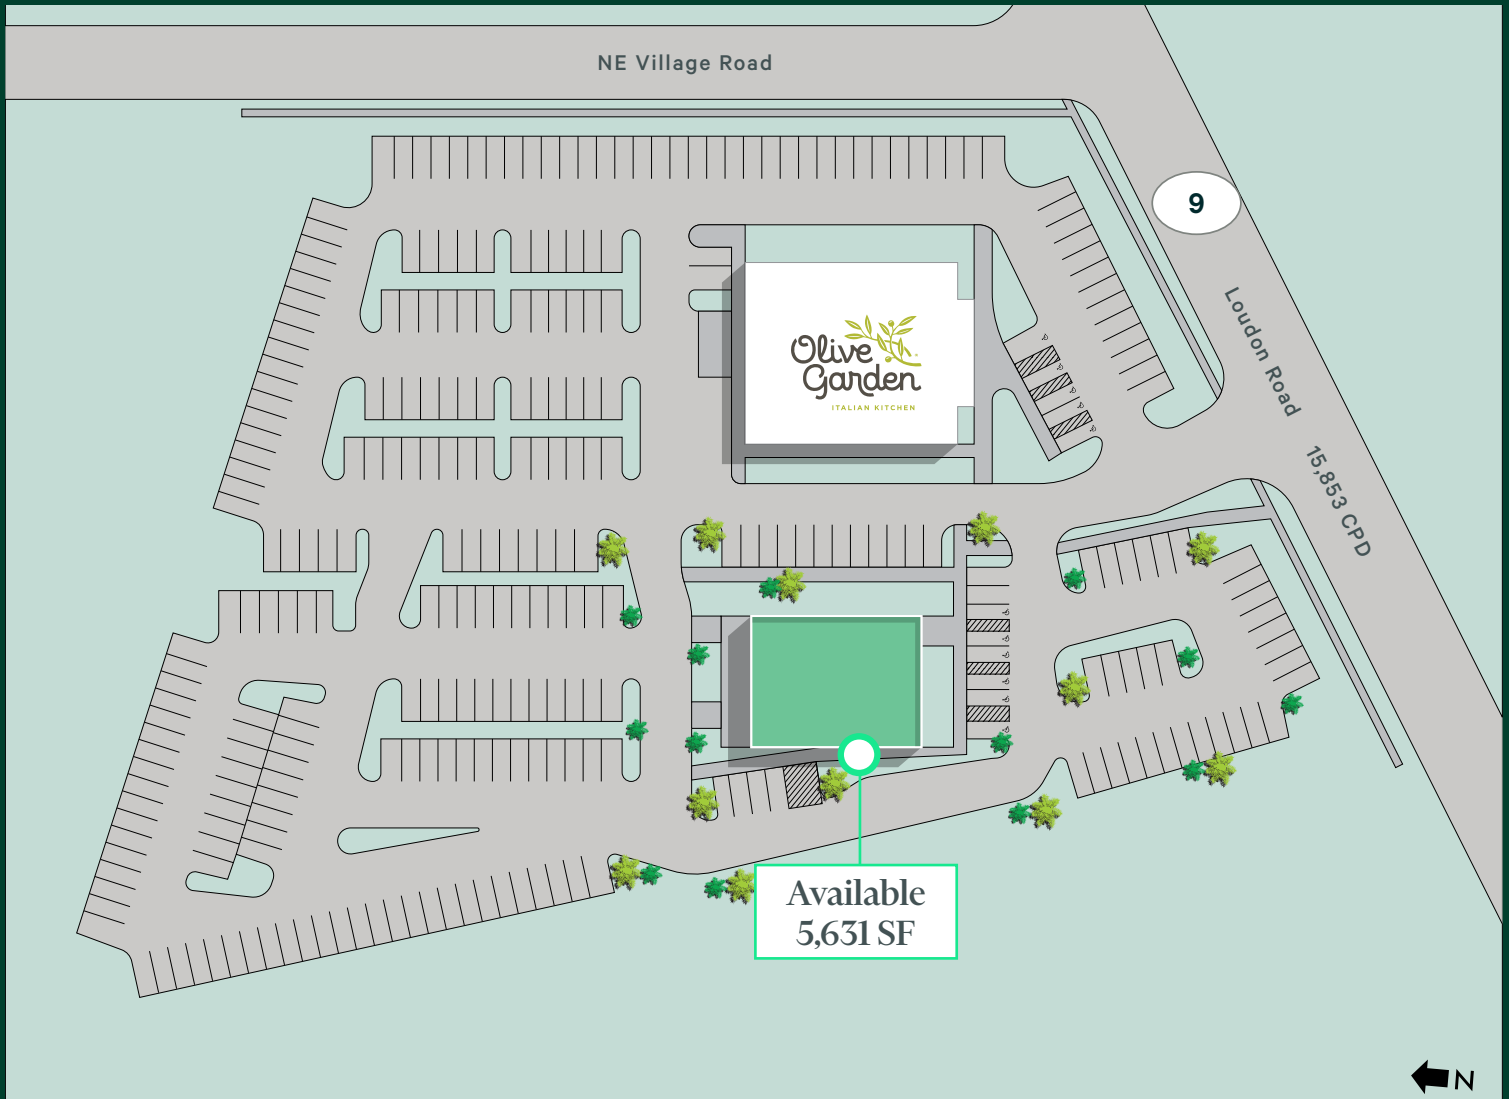 NE Village Road
9
Loudon Road
15,853 CPD
Olive
Garden
ITALIAN KITCHEN
Available
5,631 SF
N